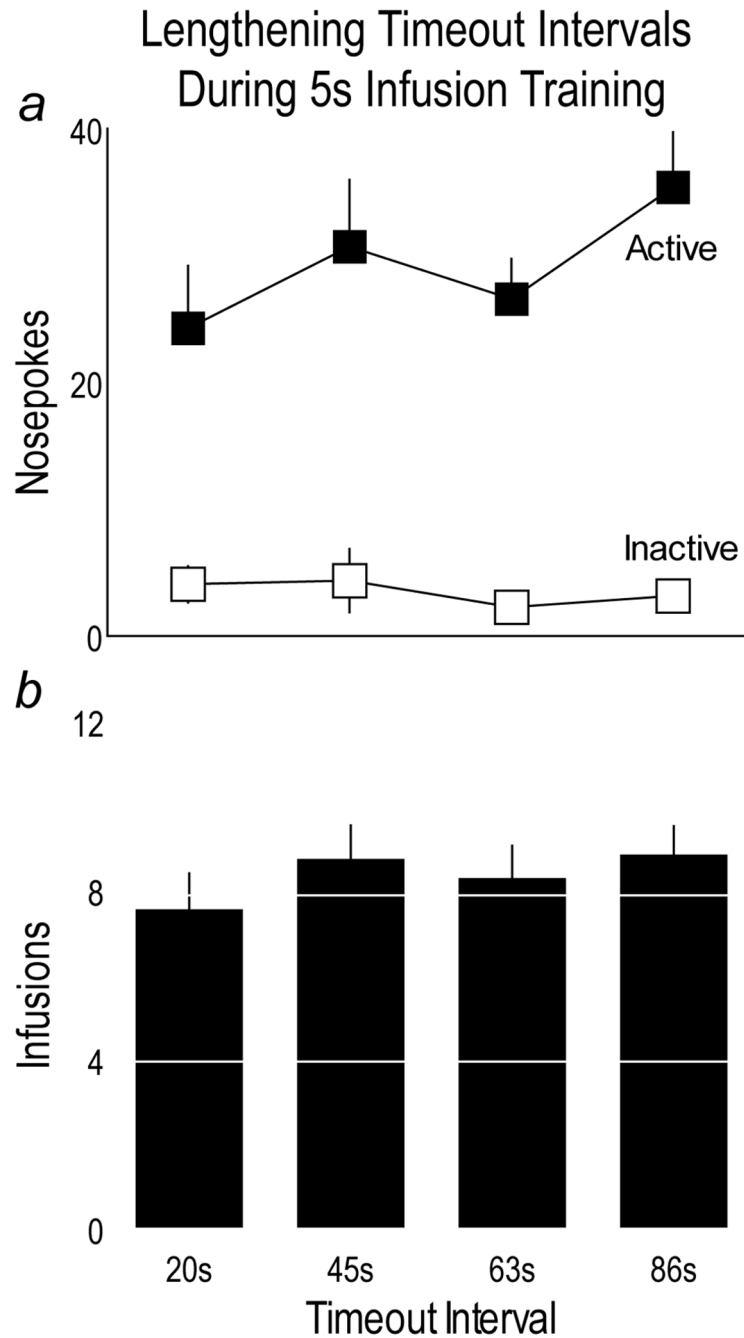 Lengthening Timeout Intervals
During 5s Infusion Training
a
40
Active
20
Nosepokes
Inactive
0
b
12
8
Infusions
4
0
20s 45s 63s 86s
Timeout Interval